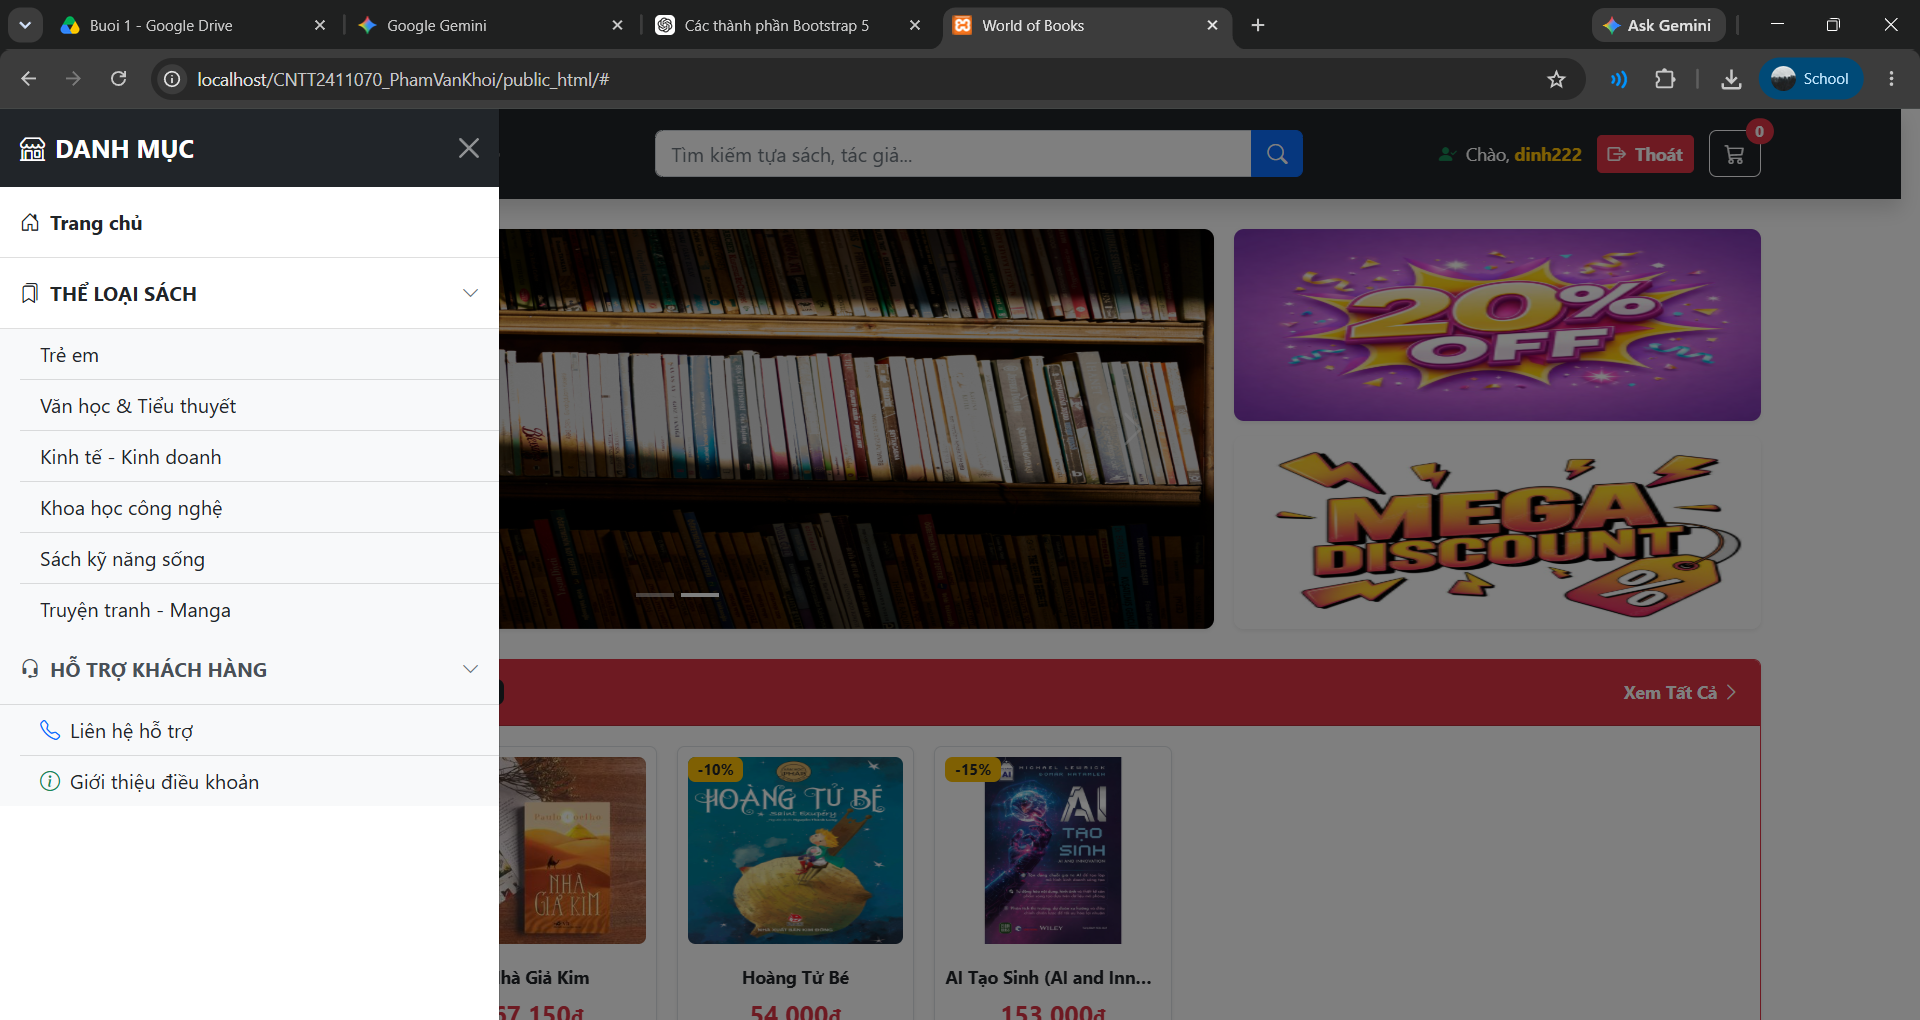 Buoi 1 - Google Drive
Google Gemini
Các thành phần Bootstrap 5
World of Books
Ask Gemini
localhost/CNTT2411070_PhamVanKhoi/public_html/#
School
DANH MỤC
Tìm kiếm tựa sách, tác giả...
Chào, dinh222
Thoát
0
Trang chủ
THỂ LOẠI SÁCH
Trẻ em
Văn học & Tiểu thuyết
Kinh tế - Kinh doanh
Khoa học công nghệ
Sách kỹ năng sống
Truyện tranh - Manga
HỖ TRỢ KHÁCH HÀNG
Liên hệ hỗ trợ
Giới thiệu điều khoản
20%
OFF
MEGA
DISCOUNT
%
Xem Tất Cả
NHÀ
GIẢ KIM
hà Giả Kim
67.150đ
-10%
HOÀNG TỬ BÉ
Hoàng Tử Bé
54.000đ
-15%
MICHAEL LEWRICK
AI
TẠO
SINH
WILEY
AI Tạo Sinh (AI and Inn...
153.000đ